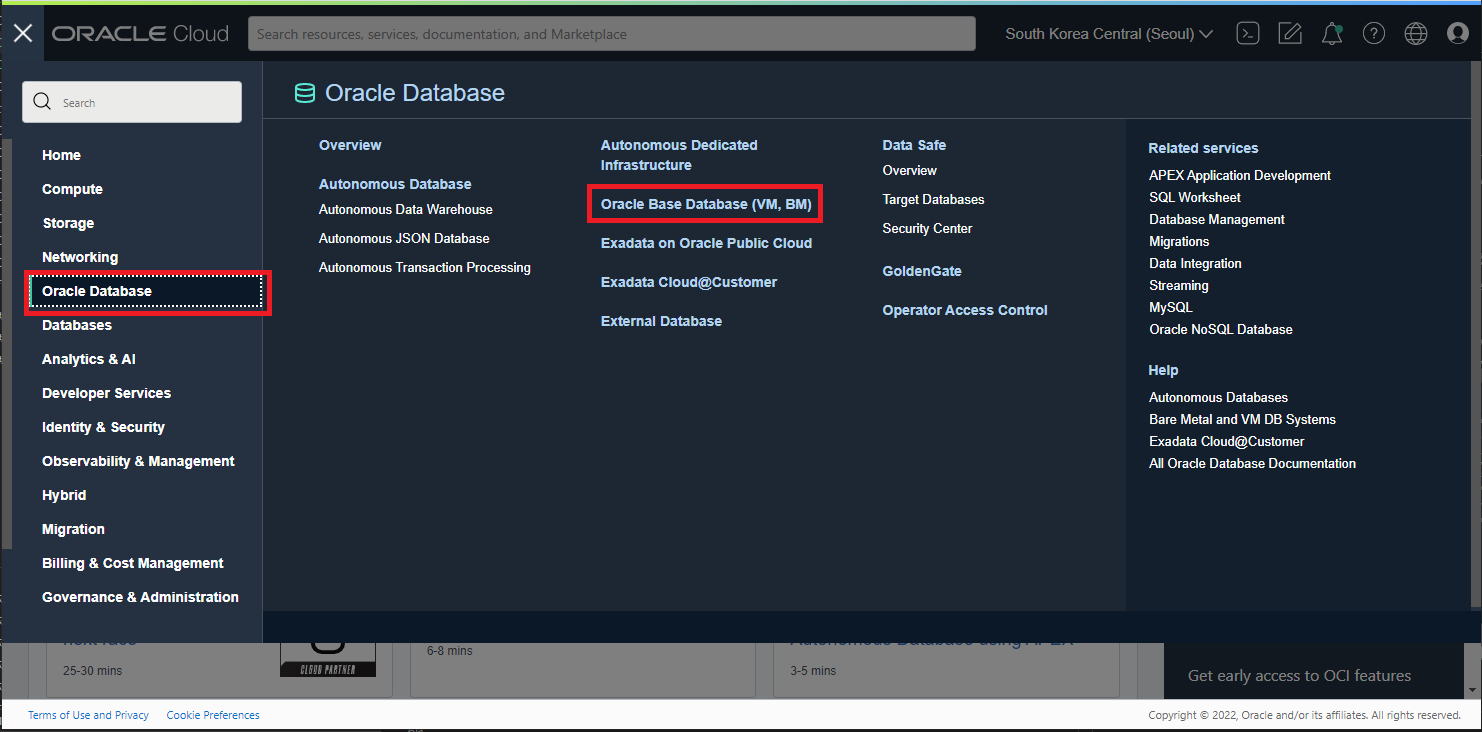 ORACLE Cloud
Search resources, services, documentation, and Marketplace
South Korea Central (Seoul)
Search
Home
Compute
Storage
Networking
Oracle Database
Databases
Analytics & AI
Developer Services
Identity & Security
Observability & Management
Hybrid
Migration
Billing & Cost Management
Governance & Administration
Oracle Database
Overview
Autonomous Database
Autonomous Data Warehouse
Autonomous JSON Database
Autonomous Transaction Processing
Autonomous Dedicated
Infrastructure
Oracle Base Database (VM, BM)
Exadata on Oracle Public Cloud
Exadata Cloud@Customer
External Database
Data Safe
Overview
Target Databases
Security Center
GoldenGate
Operator Access Control
Related services
APEX Application Development
SQL Worksheet
Database Management
Migrations
Data Integration
Streaming
MySQL
Oracle NoSQL Database
Help
Autonomous Databases
Bare Metal and VM DB Systems
Exadata Cloud@Customer
All Oracle Database Documentation
25-30 mins
CLOUD PARTNER
6-8 mins
Autonomous Database using APEX
3-5 mins
Get early access to OCI features
Terms of Use and Privacy
Cookie Preferences
Copyright © 2022, Oracle and/or its affiliates. All rights reserved.